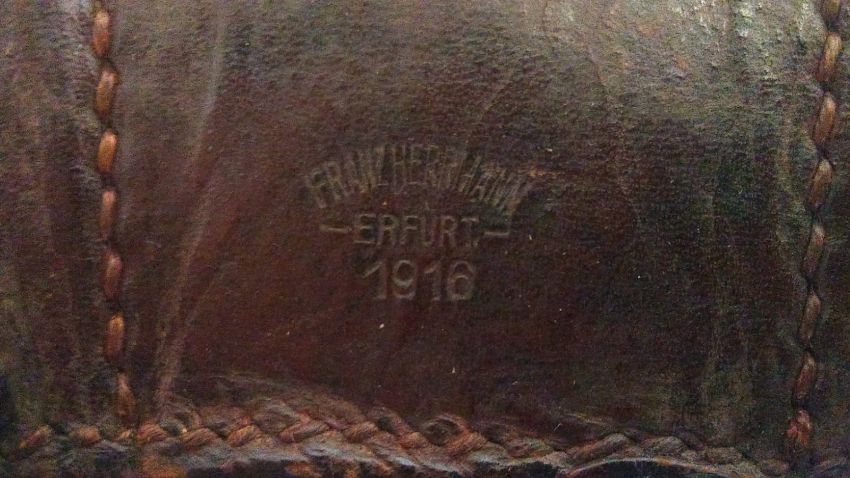 FRANZ HERRMANN
-ERFURT.-
1916